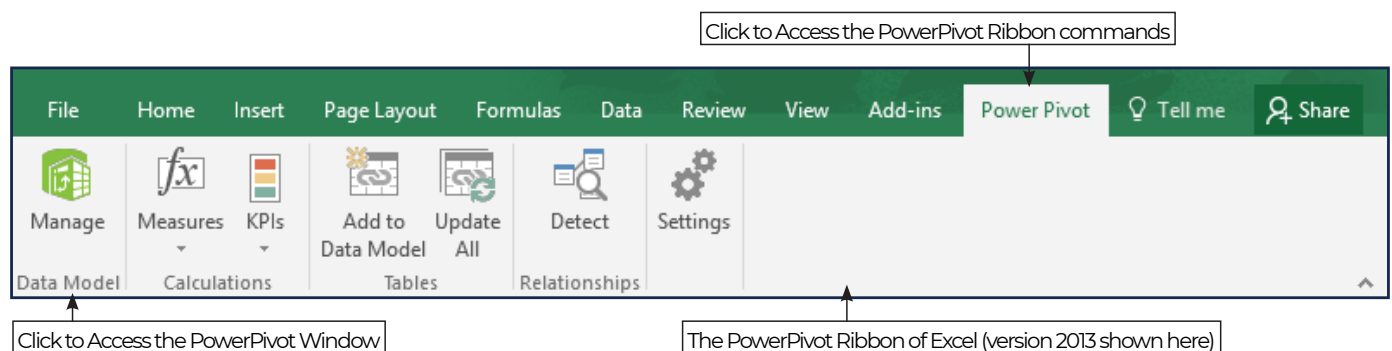 Click to Access the PowerPivot Ribbon commands
File Home Insert Page Layout Formulas Data Review View Add-ins Power Pivot Tell me Share
fx
Manage Measures KPIs Add to Update Detect Settings
Data Model All
Data Model Calculations Tables Relationships
Click to Access the PowerPivot Window The PowerPivot Ribbon of Excel (version 2013 shown here)